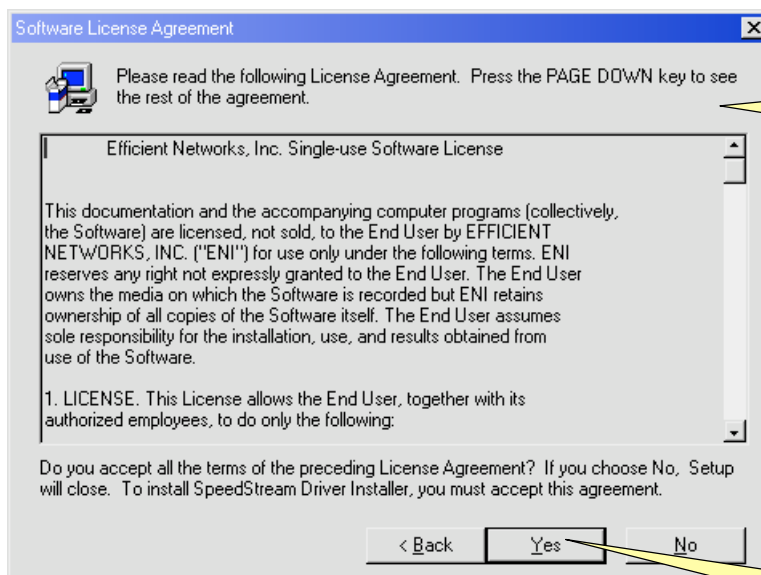 Software License Agreement
Please read the following License Agreement.  Press the PAGE DOWN key to see
the rest of the agreement.
Efficient Networks, Inc. Single-use Software License
This documentation and the accompanying computer programs (collectively,
the Software) are licensed, not sold, to the End User by EFFICIENT
NETWORKS, INC. ("ENI") for use only under the following terms. ENI
reserves any right not expressly granted to the End User. The End User
owns the media on which the Software is recorded but ENI retains
ownership of all copies of the Software itself. The End User assumes
sole responsibility for the installation, use, and results obtained from
use of the Software.
1. LICENSE. This License allows the End User, together with its
authorized employees, to do only the following:
Do you accept all the terms of the preceding License Agreement?  If you choose No,  Setup
will close.  To install SpeedStream Driver Installer, you must accept this agreement.
< Back
Yes
No